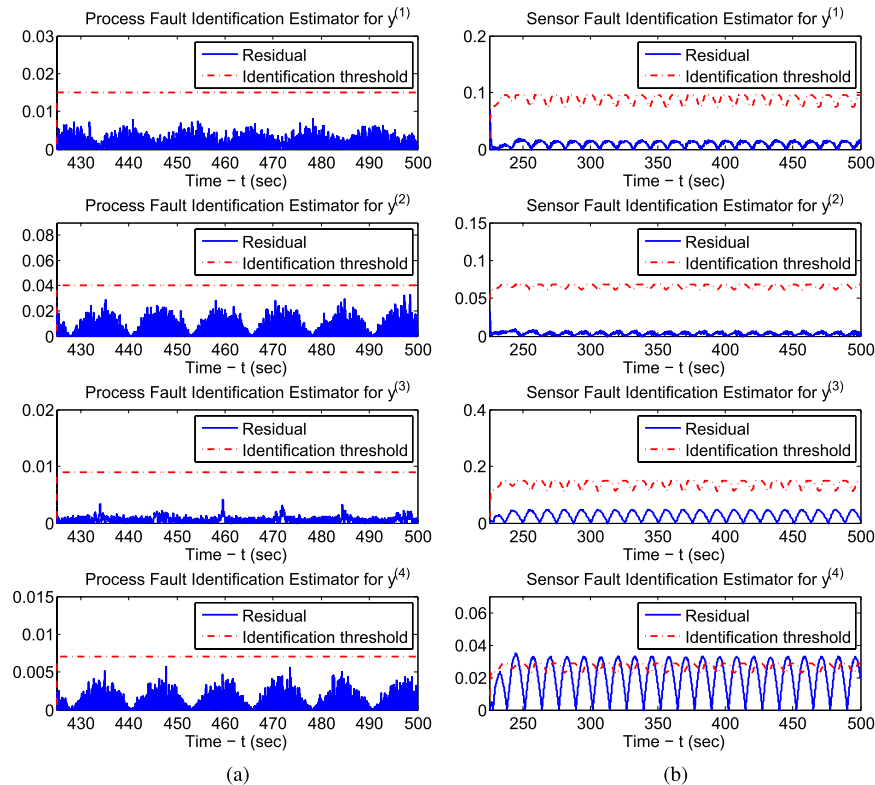 Process Fault Identification Estimator for y(1)
0.03
0.02
0.01
0
Residual
Identification threshold
430 440 450 460 470 480 490 500
Time − t (sec)
Process Fault Identification Estimator for y(2)
0.08
0.06
0.04
0.02
0
Residual
Identification threshold
430 440 450 460 470 480 490 500
Time − t (sec)
Process Fault Identification Estimator for y(3)
0.02
0.01
0
Residual
Identification threshold
430 440 450 460 470 480 490 500
Time − t (sec)
Process Fault Identification Estimator for y(4)
0.015
0.01
0.005
0
Residual
Identification threshold
430 440 450 460 470 480 490 500
Time − t (sec)
(a)
Sensor Fault Identification Estimator for y(1)
0.2
0.1
0
Residual
Identification threshold
250 300 350 400 450 500
Time − t (sec)
Sensor Fault Identification Estimator for y(2)
0.15
0.1
0.05
0
Residual
Identification threshold
250 300 350 400 450 500
Time − t (sec)
Sensor Fault Identification Estimator for y(3)
0.4
0.2
0
Residual
Identification threshold
250 300 350 400 450 500
Time − t (sec)
Sensor Fault Identification Estimator for y(4)
0.06
0.04
0.02
0
Residual
Identification threshold
250 300 350 400 450 500
Time − t (sec)
(b)